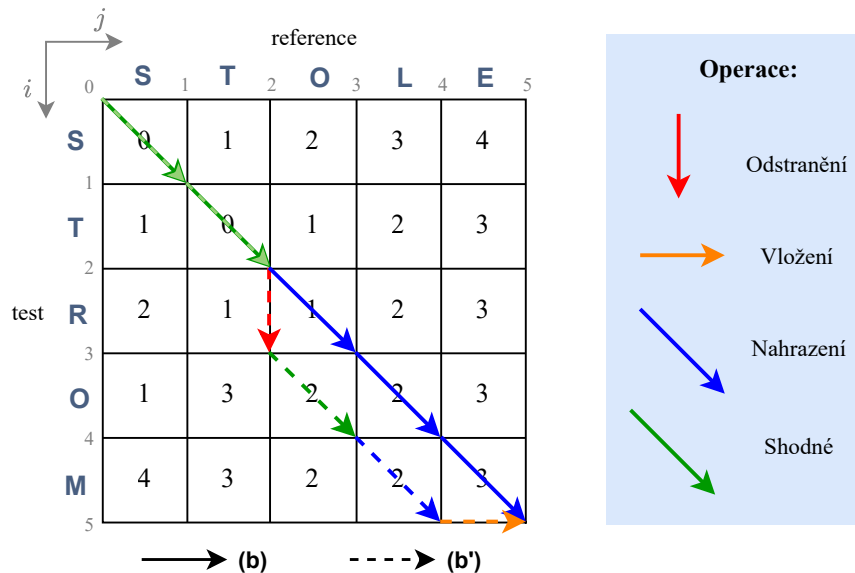 j
reference
i
0 S 1 T 2 O 3 L 4 E 5
S 0 1 2 3 4
1
T 1 0 1 2 3
2
test R 2 1 1 2 3
3
O 1 3 2 2 3
4
M 4 3 2 2 3
5
(b) (b')
Operace:
Odstranění
Vložení
Nahrazení
Shodné